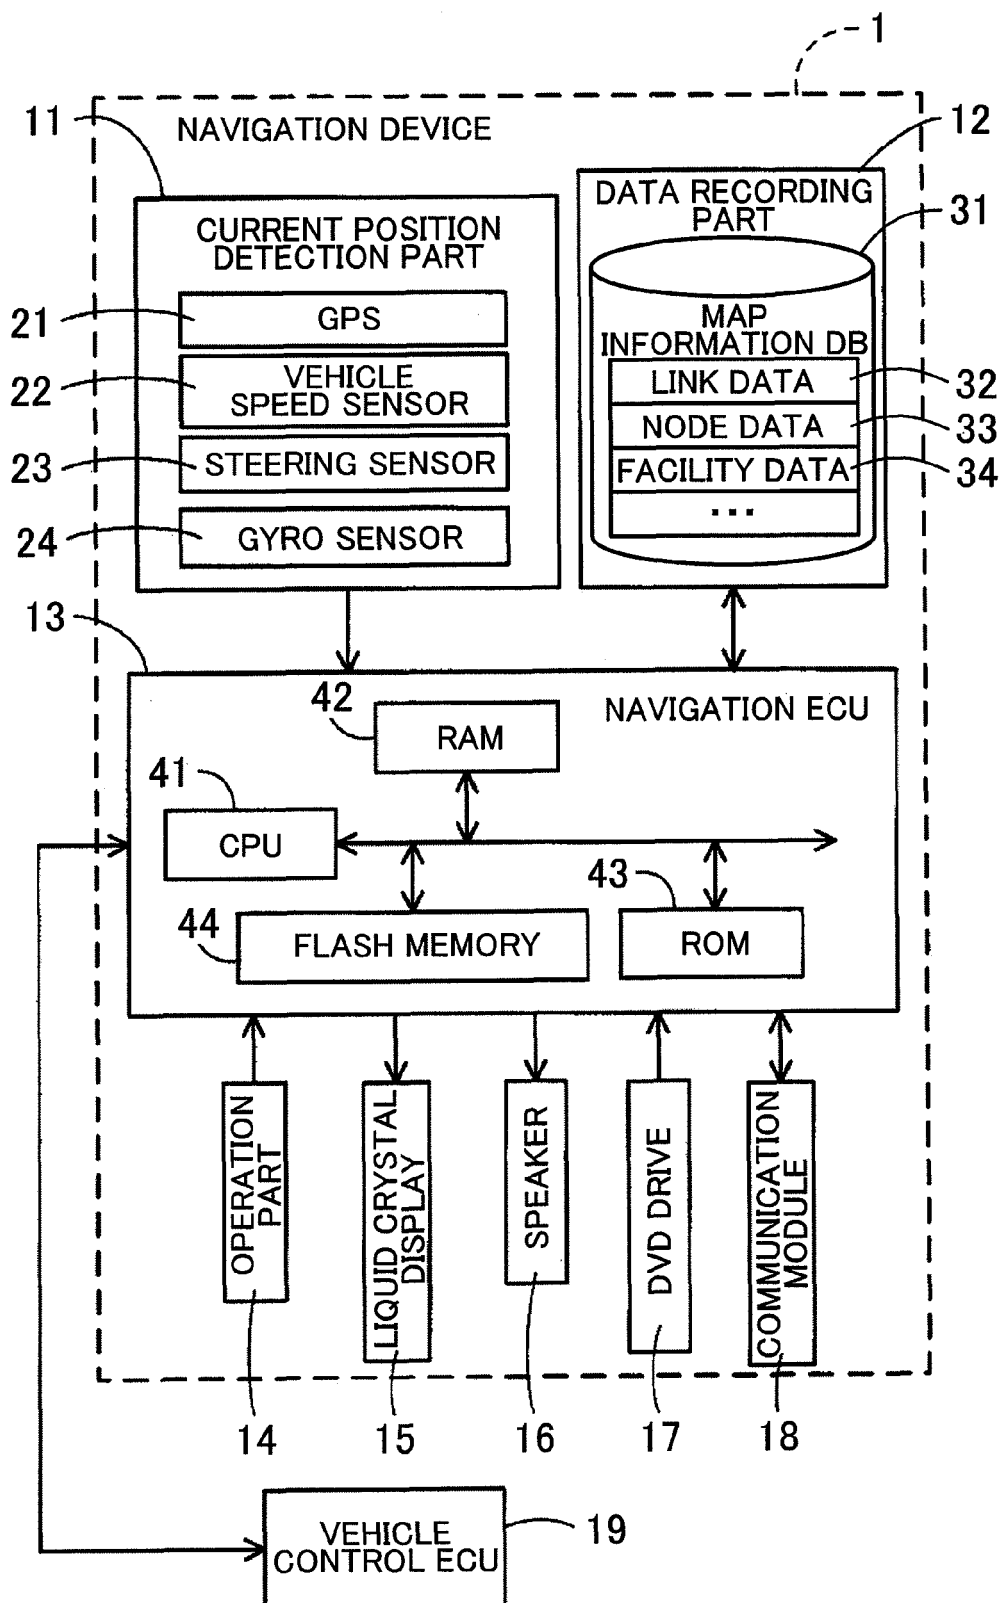 1
11
NAVIGATION DEVICE
12
CURRENT POSITION
DETECTION PART
21
GPS
22
VEHICLE
SPEED SENSOR
23
STEERING SENSOR
24
GYRO SENSOR
DATA RECORDING
PART
31
MAP
INFORMATION DB
LINK DATA
32
NODE DATA
33
FACILITY DATA
34
...
13
NAVIGATION ECU
42
RAM
41
CPU
43
44
FLASH MEMORY
ROM
OPERATION
PART
LIQUID CRYSTAL
DISPLAY
SPEAKER
DVD DRIVE
COMMUNICATION
MODULE
14
15
16
17
18
VEHICLE
CONTROL ECU
19